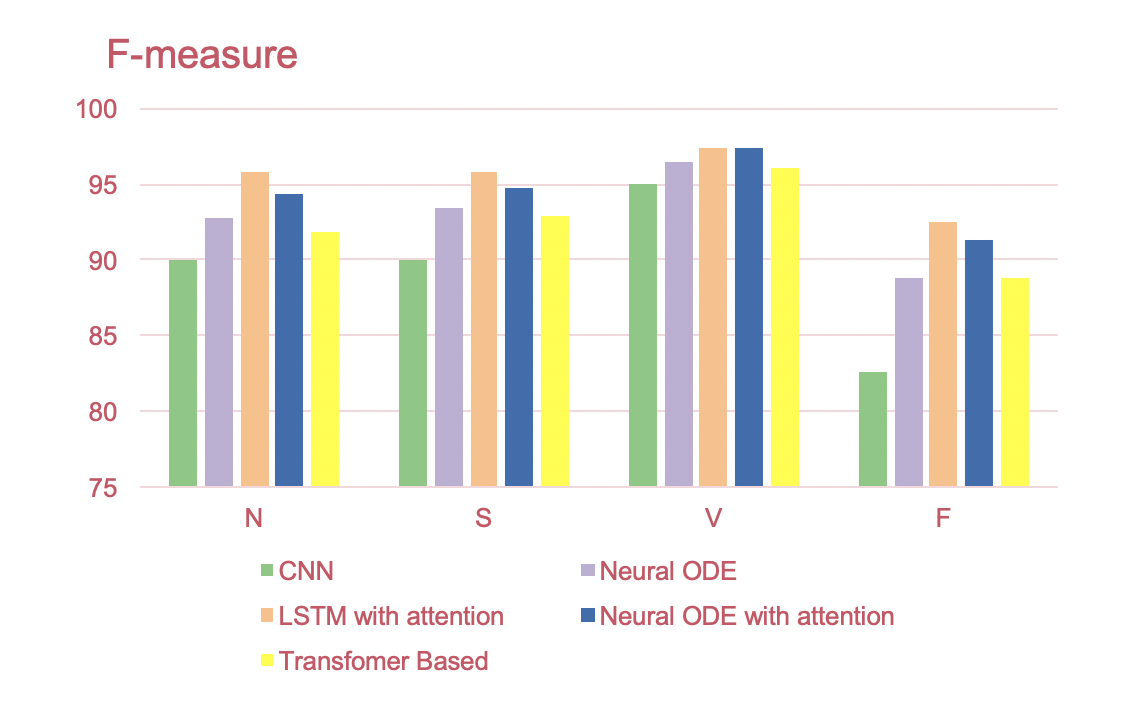 F-measure
100
95
90
85
80
75
N S V F
CNN Neural ODE
LSTM with attention Neural ODE with attention
Transfomer Based